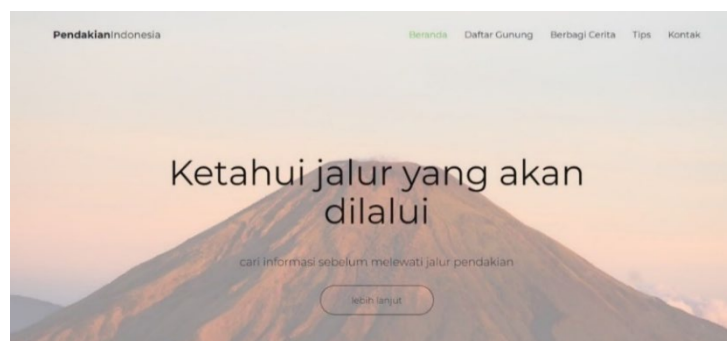 PendakianIndonesia
Beranda Daftar Gunung Berbagi Cerita Tips Kontak
Ketahui jalur yang akan
dilalui
cari informasi sebelum melewati jalur pendakian
lebih lanjut